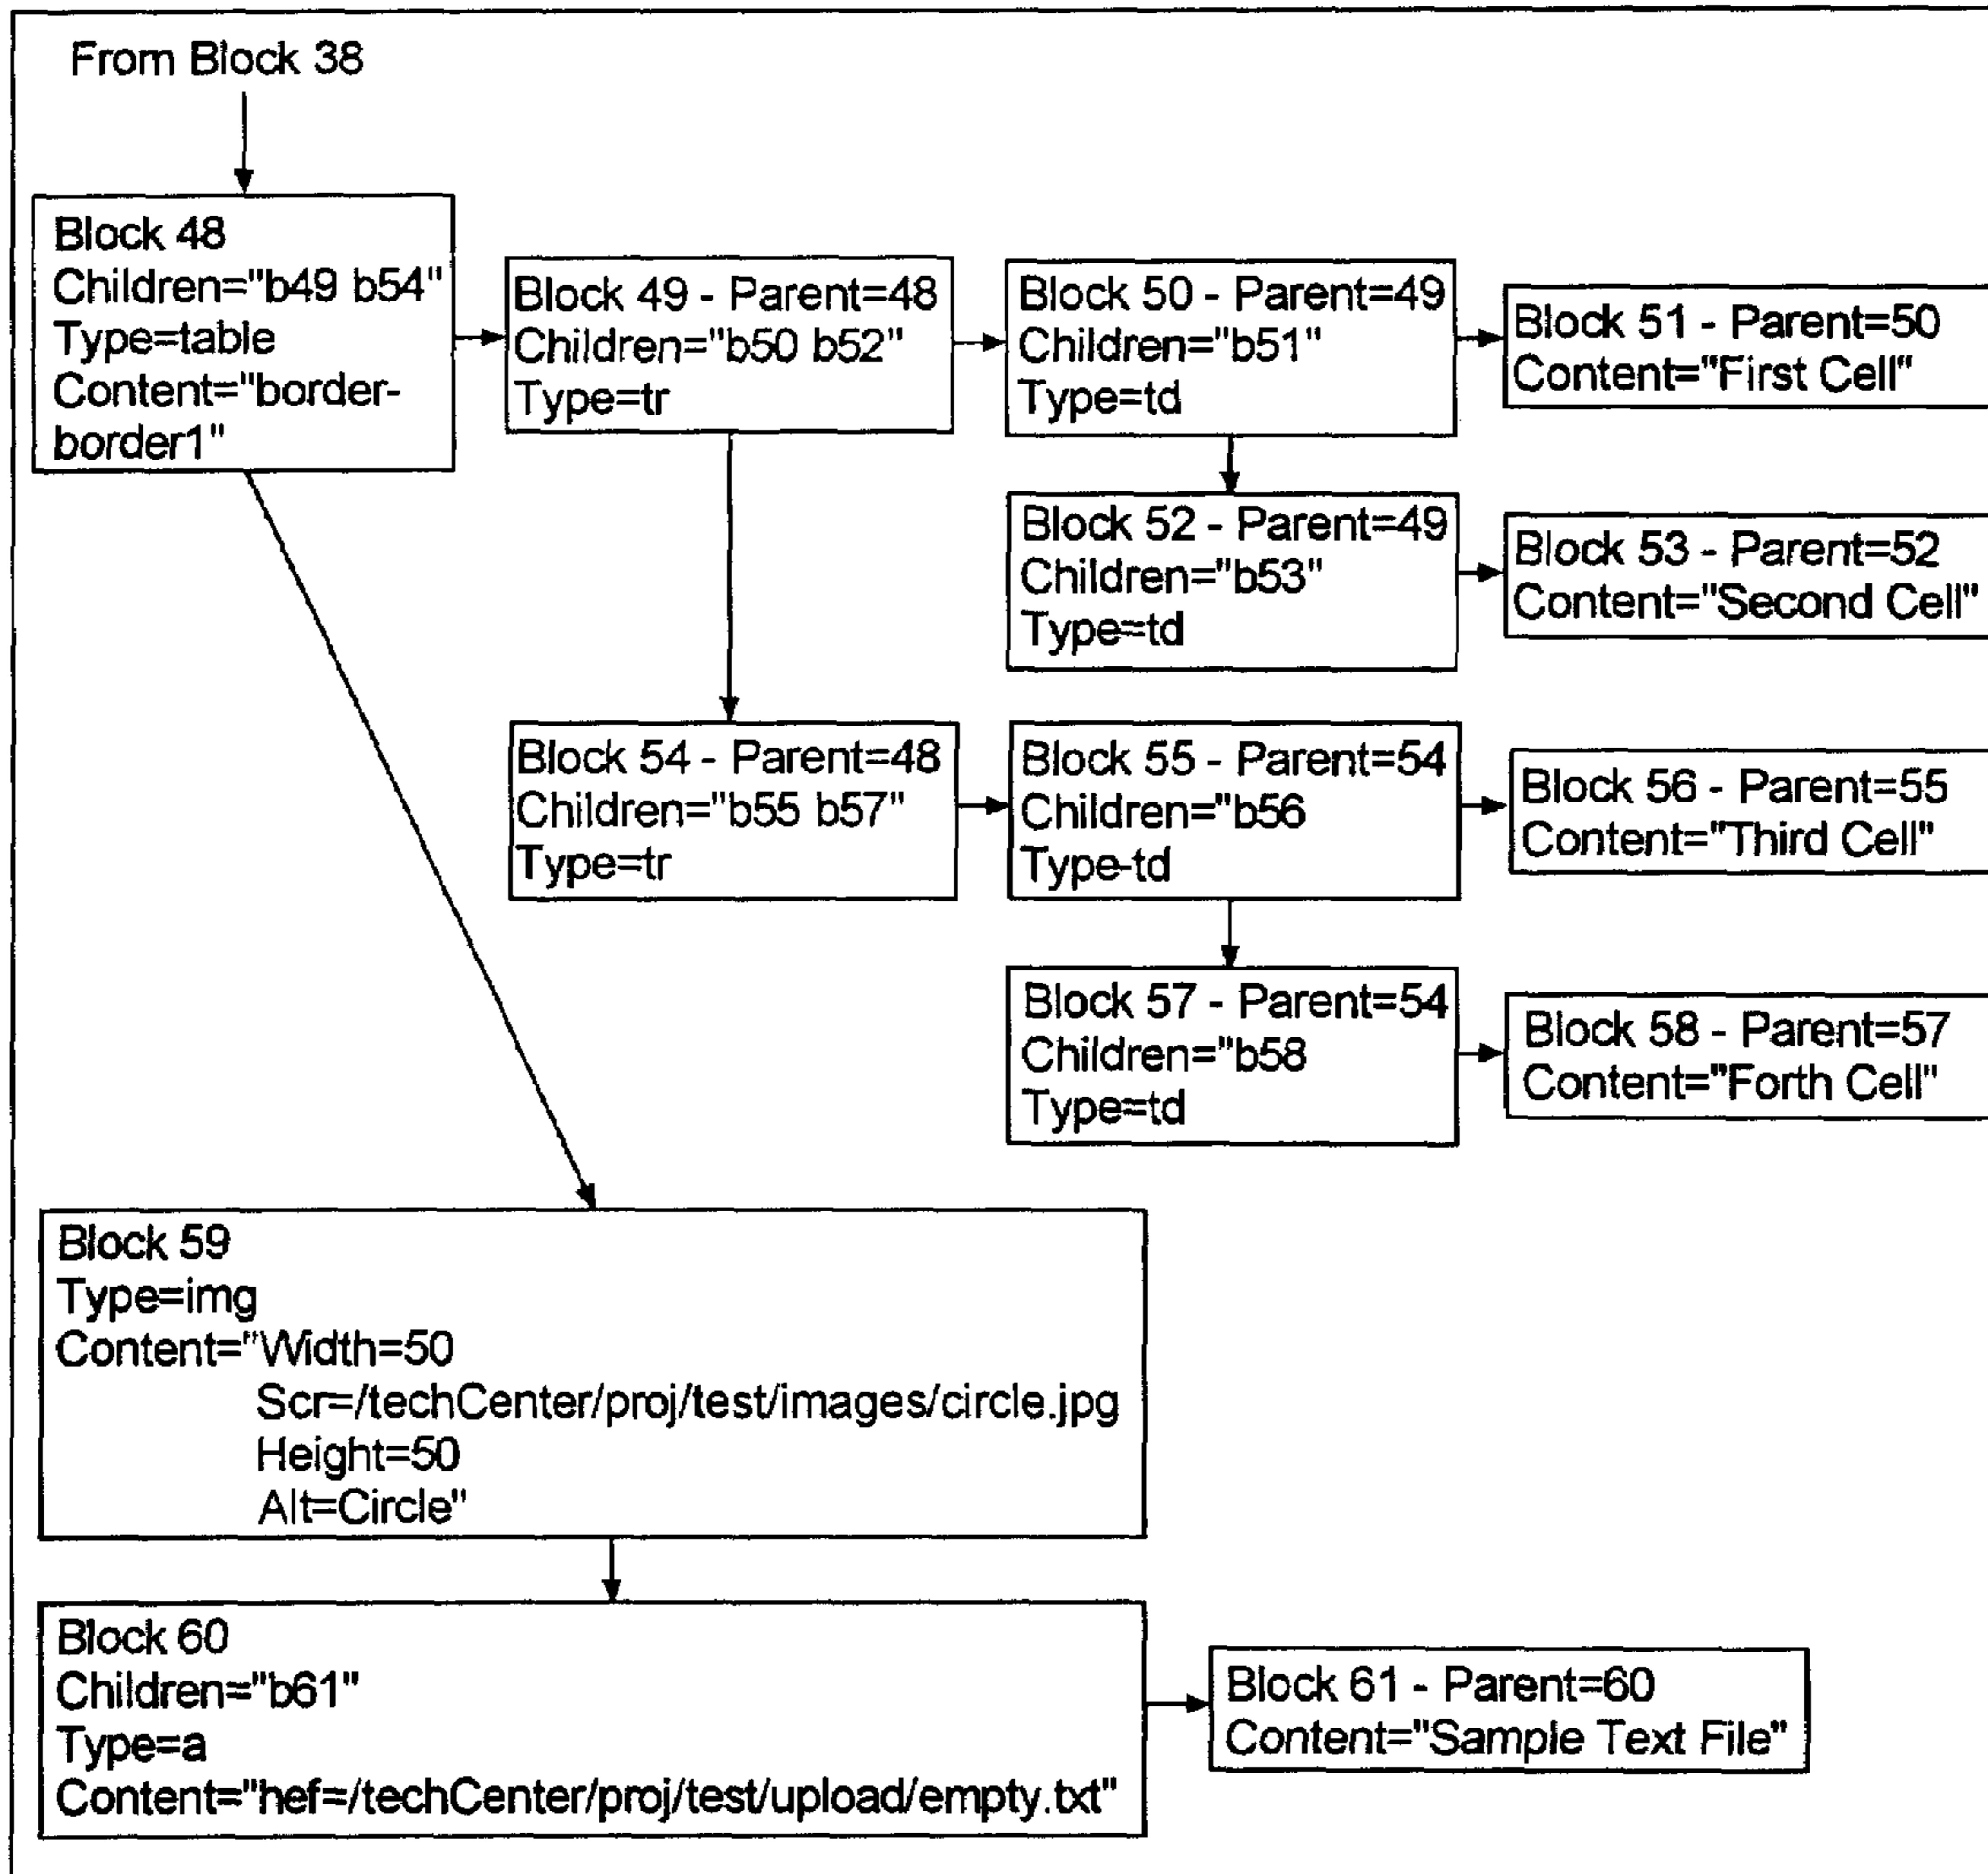 From Block 38
Block 48
Children="b49 b54"
Type=table
Content="border-
border1"
Block 49 - Parent=48
Children="b50 b52"
Type=tr
Block 50 - Parent=49
Children="b51"
Type=td
Block 51 - Parent=50
Content="First Cell"
Block 52 - Parent=49
Children="b53"
Type=td
Block 53 - Parent=52
Content="Second Cell"
Block 54 - Parent=48
Children="b55 b57"
Type=tr
Block 55 - Parent=54
Children="b56
Type-td
Block 56 - Parent=55
Content="Third Cell"
Block 57 - Parent=54
Children="b58
Type=td
Block 58 - Parent=57
Content="Forth Cell"
Block 59
Type=img
Content="Width=50
Scr=/techCenter/proj/test/images/circle.jpg
Height=50
Alt=Circle"
Block 60
Children="b61"
Type=a
Content="hef=/techCenter/proj/test/upload/empty.txt"
Block 61 - Parent=60
Content="Sample Text File"